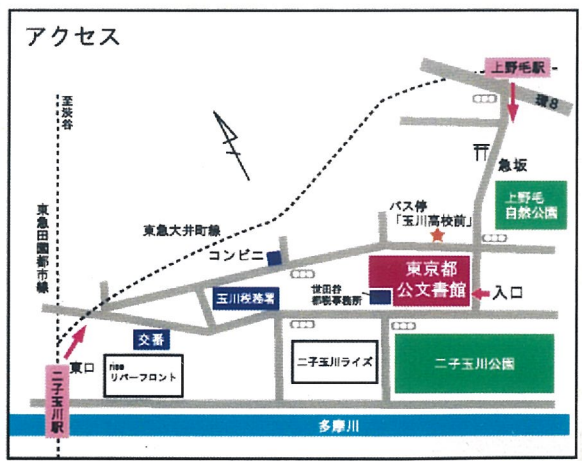 アクセス
上野毛駅
環8
至渋谷
急坂
上野毛
自然公園
バス停
「玉川高校前」
東急田園都市線
東急大井町線
コンビニ
東京都
公文書館
入口
世田谷
都税事務所
玉川税務署
交番
東口
rise
リバーフロント
二子玉川ライズ
二子玉川公園
二子玉川駅
多摩川